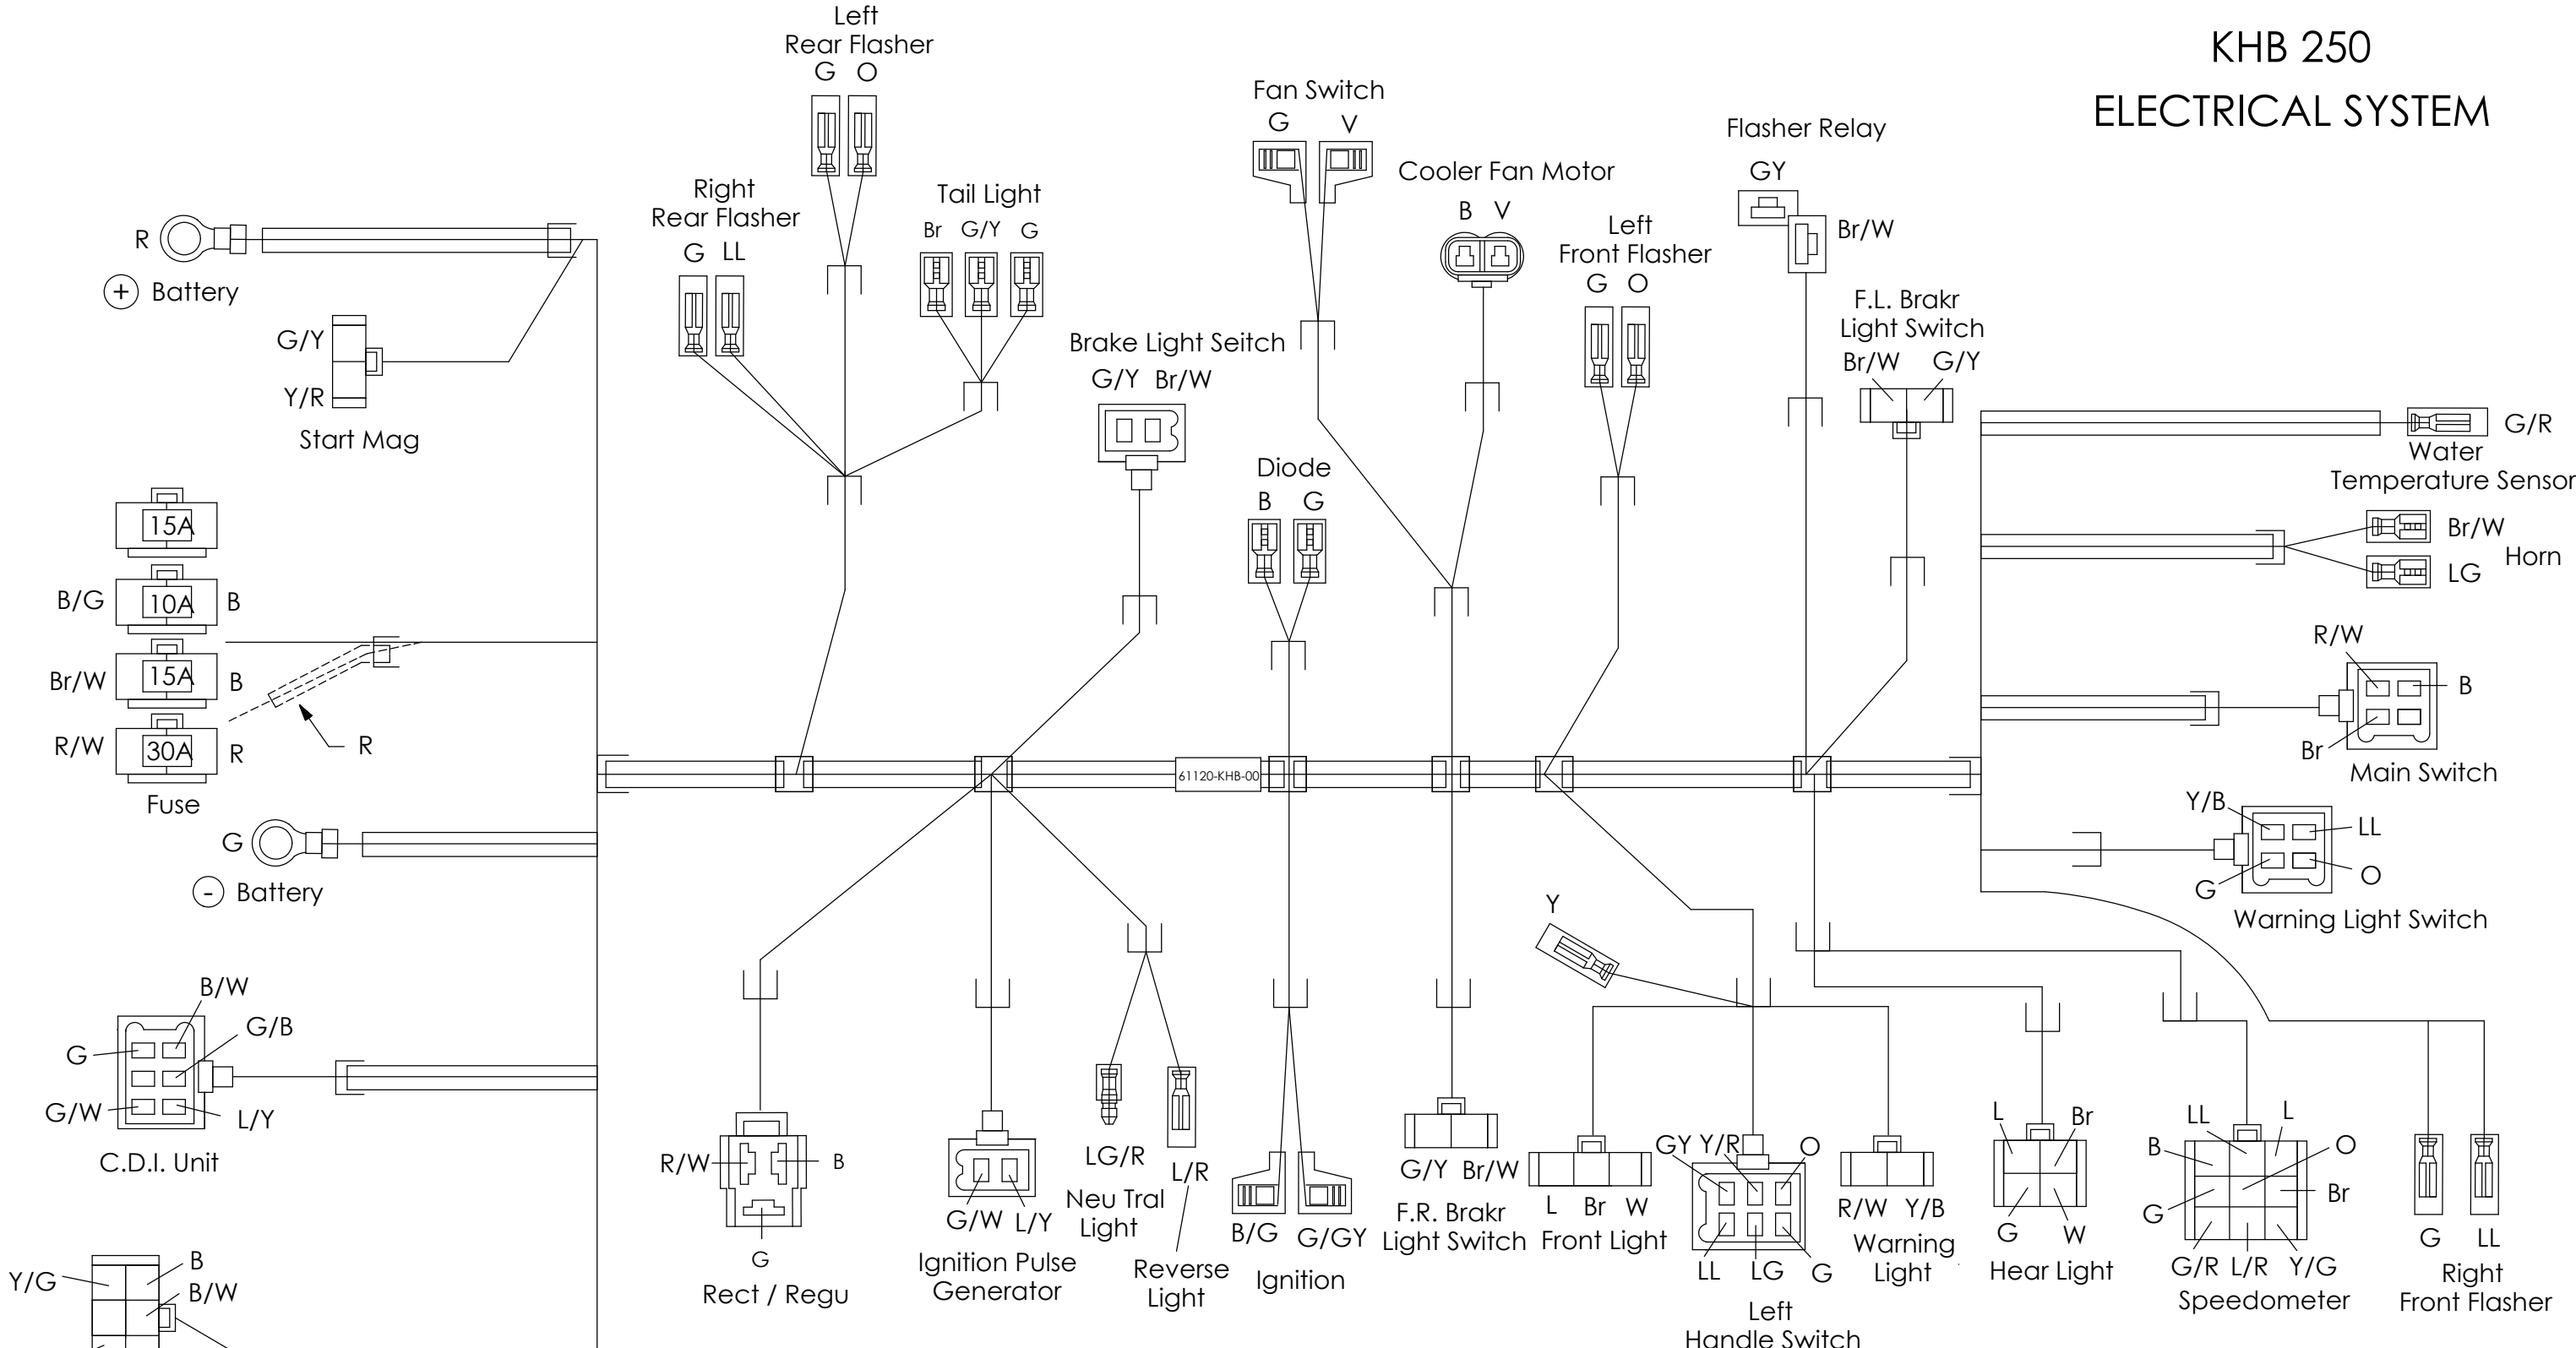 KHB 250
ELECTRICAL SYSTEM
Left
Rear Flasher
G O
Right
Rear Flasher
G LL
Tail Light
Br G/Y G
Brake Light Seitch
G/Y Br/W
Fan Switch
G V
Cooler Fan Motor
B V
Left
Front Flasher
G O
Diode
B G
Flasher Relay
GY
Br/W
F.L. Brakr
Light Switch
Br/W G/Y
R
+ Battery
G/Y
Y/R
Start Mag
15A
B/G 10A B
Br/W 15A B
R/W 30A R
Fuse
R
G
- Battery
61120-KHB-00
G/R
Water
Temperature Sensor
Br/W
Horn
LG
R/W
B
Br
Main Switch
Y/B
LL
G
O
Warning Light Switch
B/W
G/B
G
G/W
L/Y
C.D.I. Unit
Y/G
B
B/W
R/W
B
G
Rect / Regu
G/W L/Y
Ignition Pulse
Generator
LG/R
Neu Tral
Light
L/R
Reverse
Light
B/G G/GY
Ignition
G/Y Br/W
F.R. Brakr
Light Switch
Y
L Br W
Front Light
GY Y/R O
LL LG G
Left
Handle Switch
R/W Y/B
Warning
Light
L Br
G W
Hear Light
LL L
B O
G Br
G/R L/R Y/G
Speedometer
G LL
Right
Front Flasher